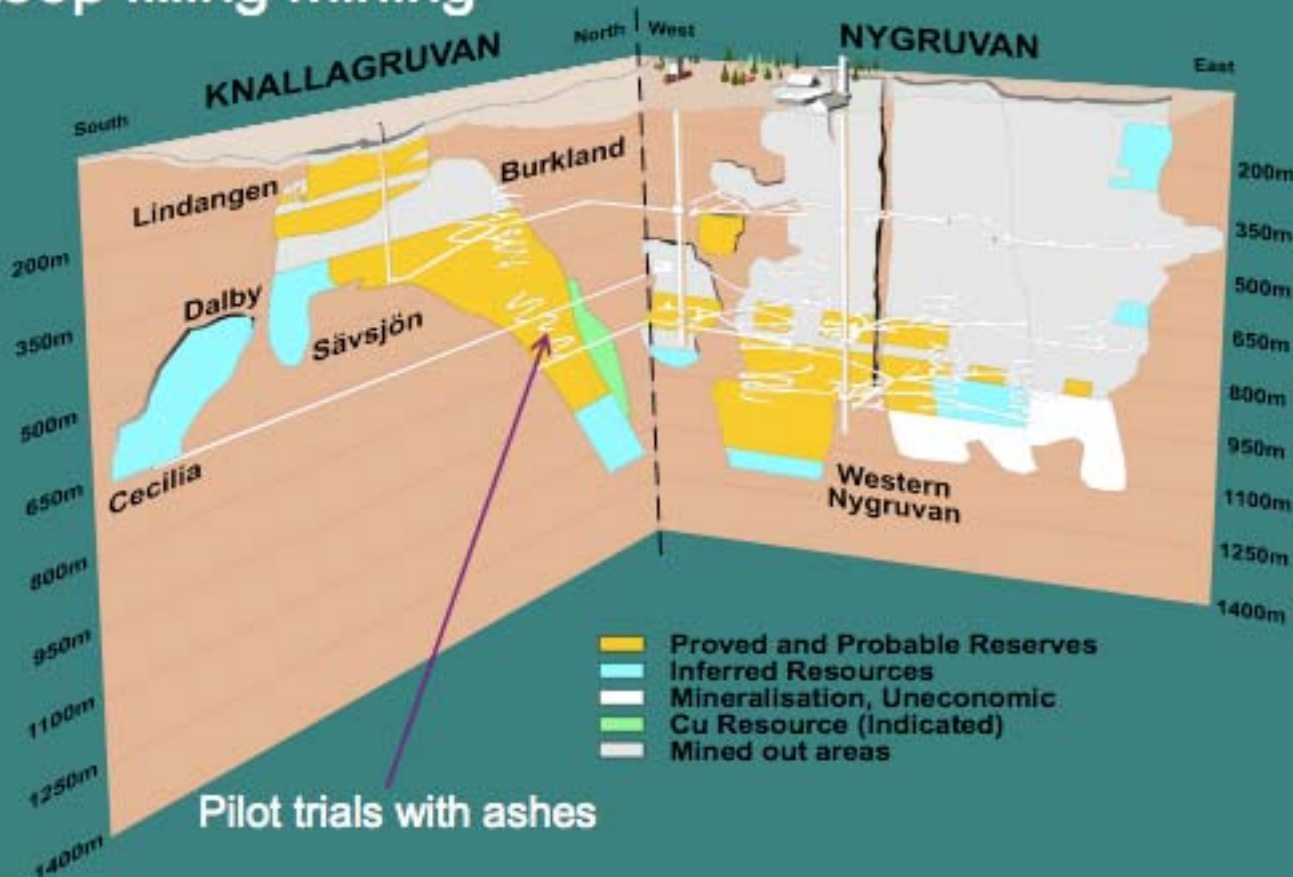 filling mining
KNALLAGRUVAN
North
West
NYGRUVAN
East
South
Lindangen
Burkland
Dalby
Sävsjön
Cecilia
Western
Nygruvan
200m
350m
500m
650m
800m
950m
1100m
1250m
1400m
200m
350m
500m
650m
800m
950m
1100m
1250m
1400m
Proved and Probable Reserves
Inferred Resources
Mineralisation, Uneconomic
Cu Resource (Indicated)
Mined out areas
Pilot trials with ashes